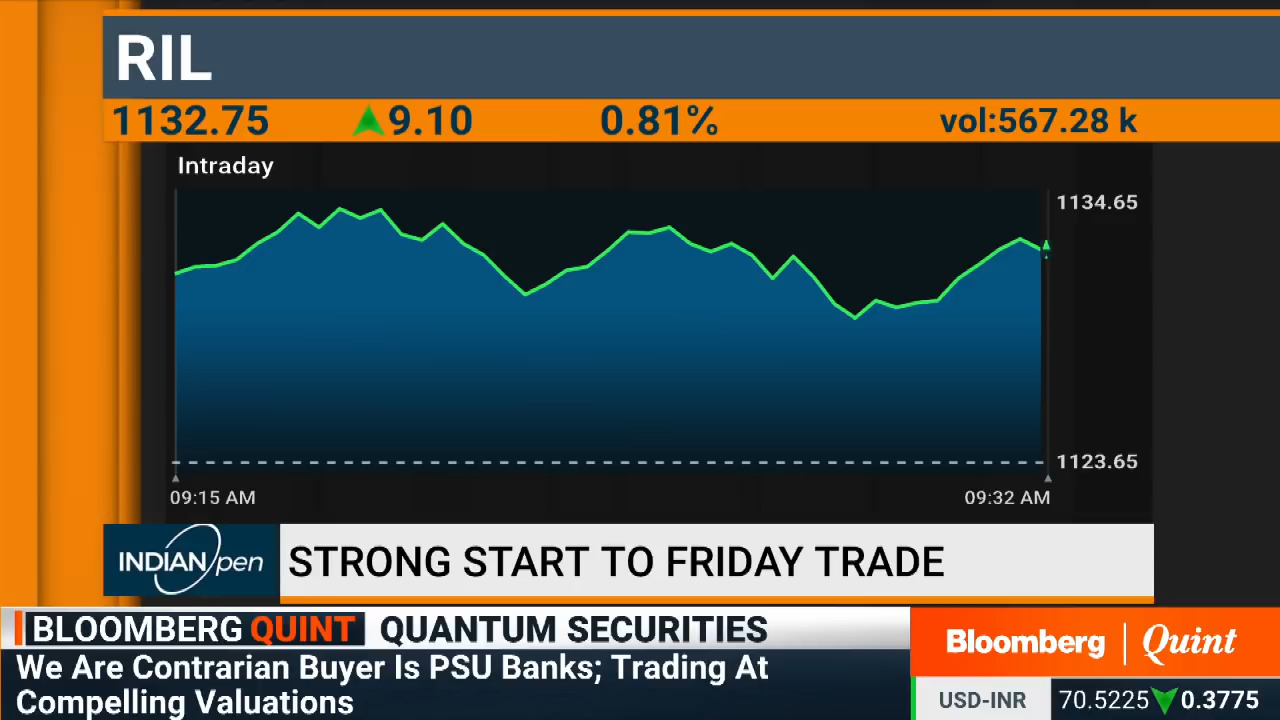 RIL
1132.75 9.10 0.81% vol:567.28 k
Intraday
1134.65
1123.65
09:15 AM 09:32 AM
INDIAN Open STRONG START TO FRIDAY TRADE
BLOOMBERG QUINT QUANTUM SECURITIES
We Are Contrarian Buyer Is PSU Banks; Trading At
Compelling Valuations
Bloomberg | Quint
USD-INR 70.5225 0.3775